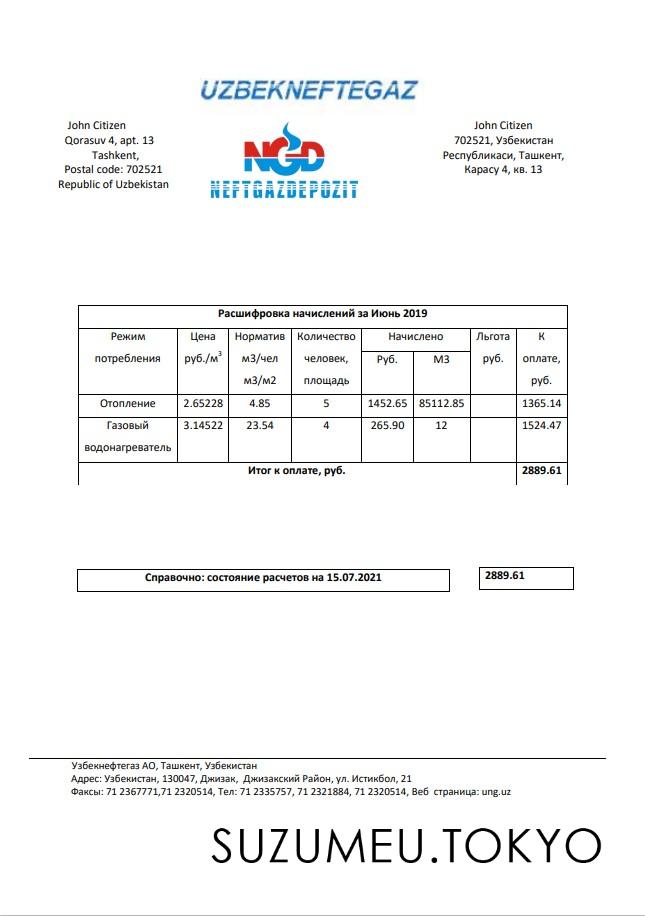 UZBEKNEFTEGAZ
John Citizen
Qorasuv 4, apt. 13
Tashkent,
Postal code: 702521
Republic of Uzbekistan
NGD
NEFTGAZDEPOZIT
John Citizen
702521, Узбекистан
Республикаси, Ташкент,
Карасу 4, кв. 13
Расшифровка начислений за Июнь 2019
Режим потребления Цена руб./м³ Норматив м3/чел м3/м2 Количество человек, площадь Начислено Руб. М3 Льгота руб. К оплате, руб.
Отопление 2.65228 4.85 5 1452.65 85112.85 1365.14
Газовый водонагреватель 3.14522 23.54 4 265.90 12 1524.47
Итог к оплате, руб. 2889.61
Справочно: состояние расчетов на 15.07.2021 2889.61
Узбекнефтегаз АО, Ташкент, Узбекистан
Адрес: Узбекистан, 130047, Джизак, Джизакский Район, ул. Истикбол, 21
Факсы: 71 2367771,71 2320514, Тел: 71 2335757, 71 2321884, 71 2320514, Веб страница: ung.uz
SUZUMEU.TOKYO